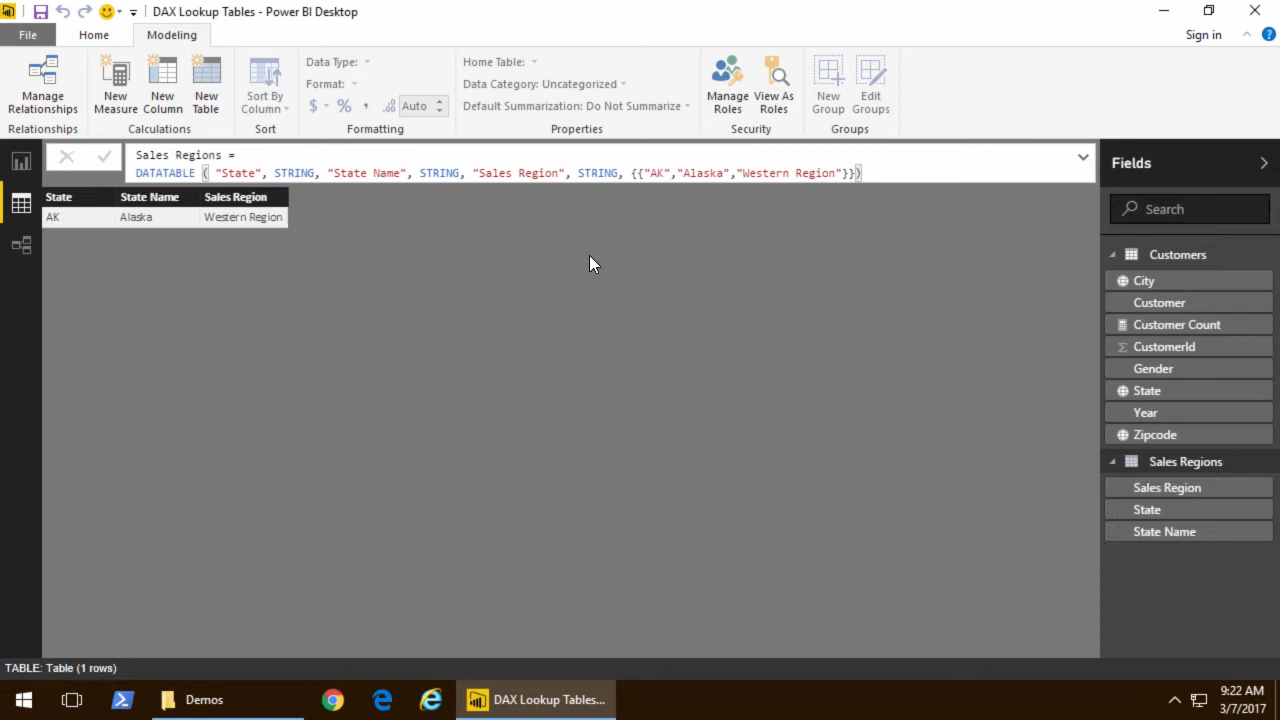 DAX Lookup Tables - Power BI Desktop
File
Home
Modeling
Sign in
Manage
Relationships
New
Measure
New
Column
New
Table
Sort By
Column
Data Type:
Format:
$ % , .00 Auto
Home Table:
Data Category: Uncategorized
Default Summarization: Do Not Summarize
Manage
Roles
View As
Roles
New
Group
Edit
Groups
Relationships
Calculations
Sort
Formatting
Properties
Security
Groups
Sales Regions =
DATATABLE ( "State", STRING, "State Name", STRING, "Sales Region", STRING, {{"AK","Alaska","Western Region"}})
State State Name Sales Region
AK Alaska Western Region
Fields
Search
Customers
City
Customer
Customer Count
CustomerId
Gender
State
Year
Zipcode
Sales Regions
Sales Region
State
State Name
TABLE: Table (1 rows)
Demos
DAX Lookup Tables...
9:22 AM
3/7/2017